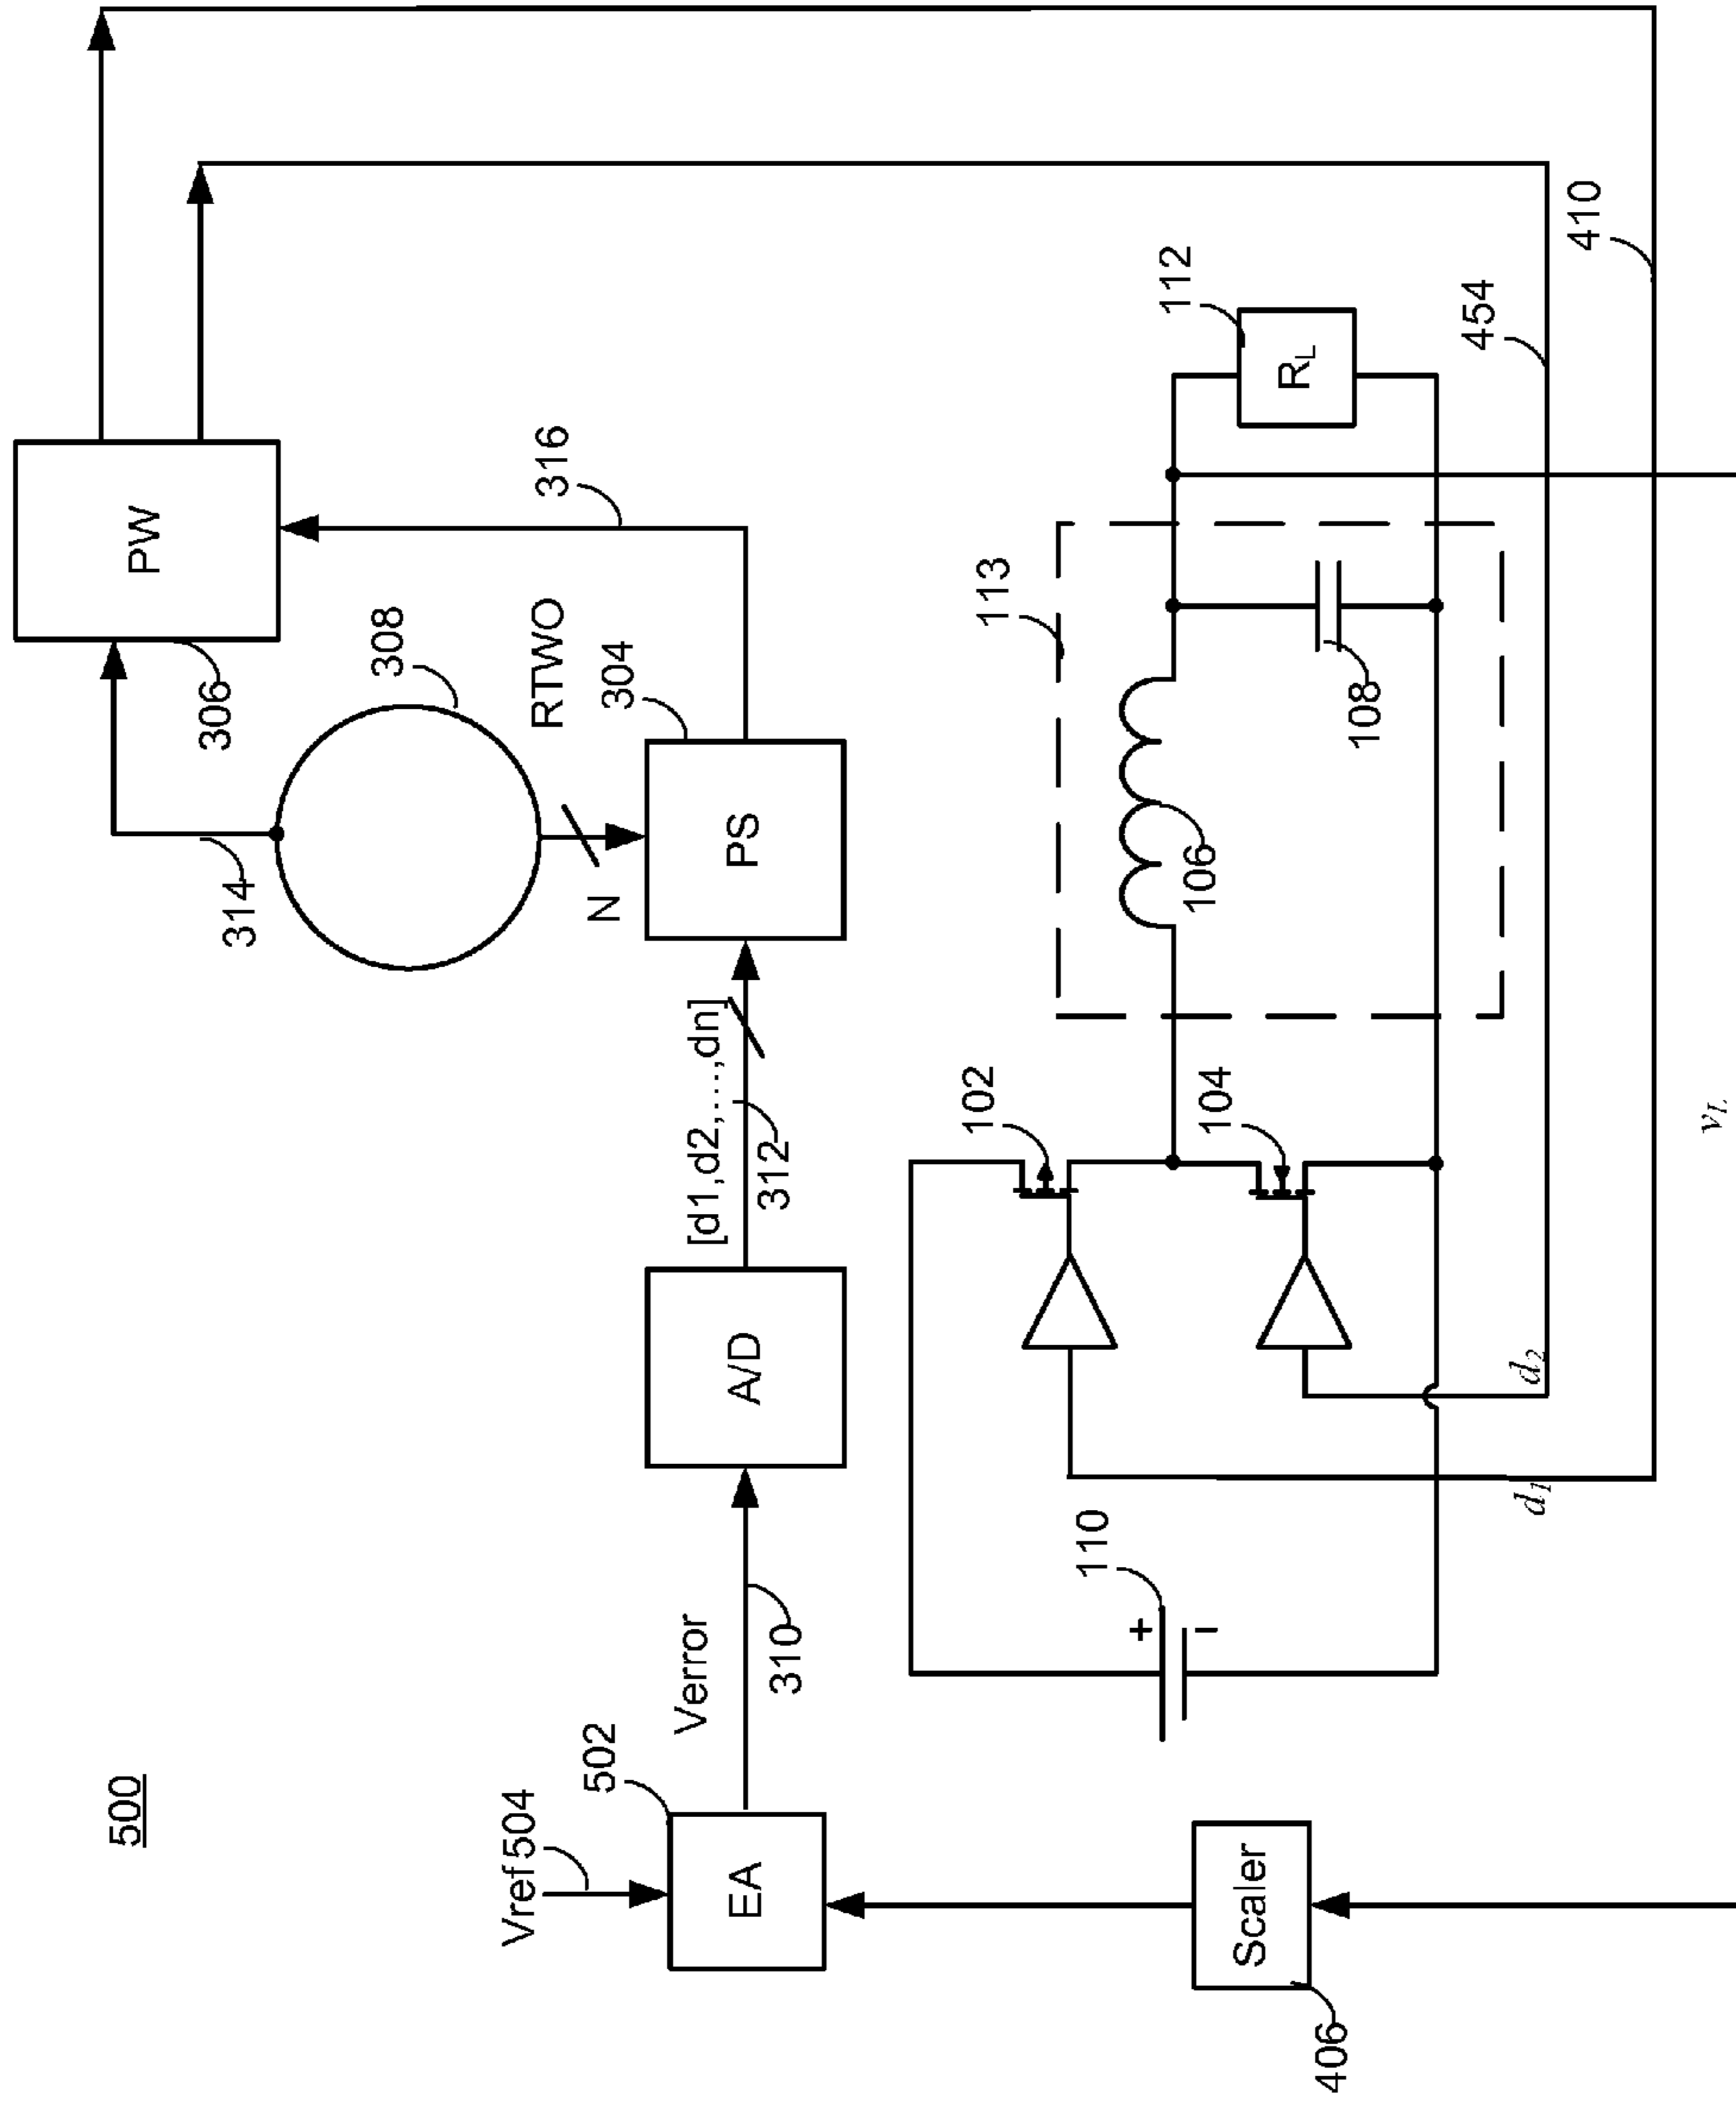 500
Vref 504
502
EA
Verror
310
A/D
[d1,d2,...,dn]
312
N
PS
304
RTWO
308
314
306
PW
316
406
Scaler
110
+
−
102
104
106
108
113
112
RL
454
410
d1
d2
vL